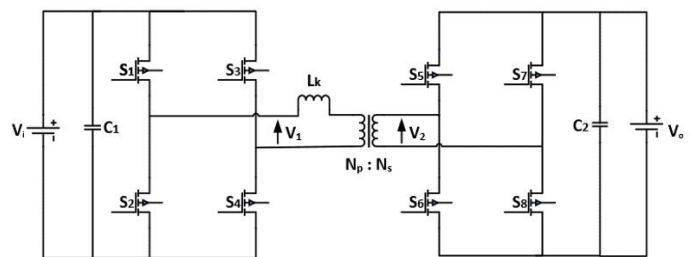 S₁
S₃
S₅
S₇
Lₖ
Vᵢ
+
-
C₁
V₁
V₂
C₂
+
-
Vₒ
Nₚ : Nₛ
S₂
S₄
S₆
S₈